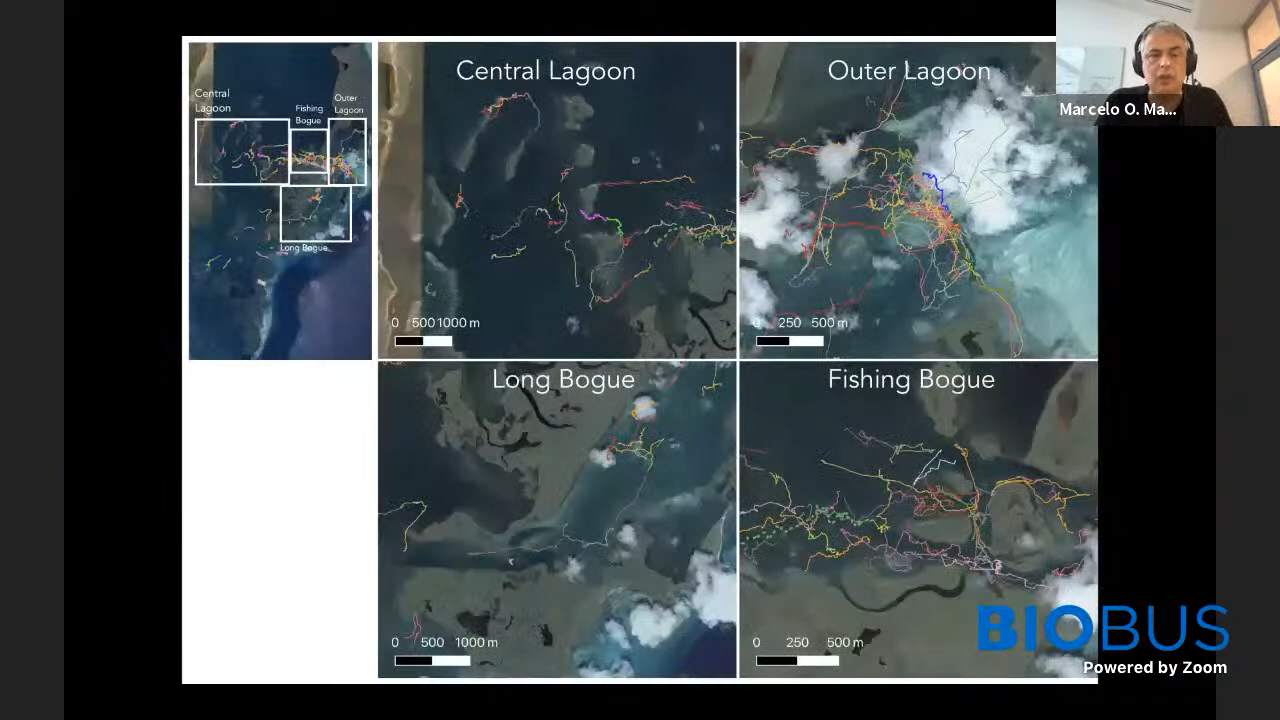 Central
Lagoon
Fishing
Bogue
Outer
Lagoon
Long Bogue
Central Lagoon
0 500 1000 m
Outer Lagoon
0 250 500 m
Long Bogue
0 500 1000 m
Fishing Bogue
0 250 500 m
Marcelo O. Ma...
BIOBUS
Powered by Zoom